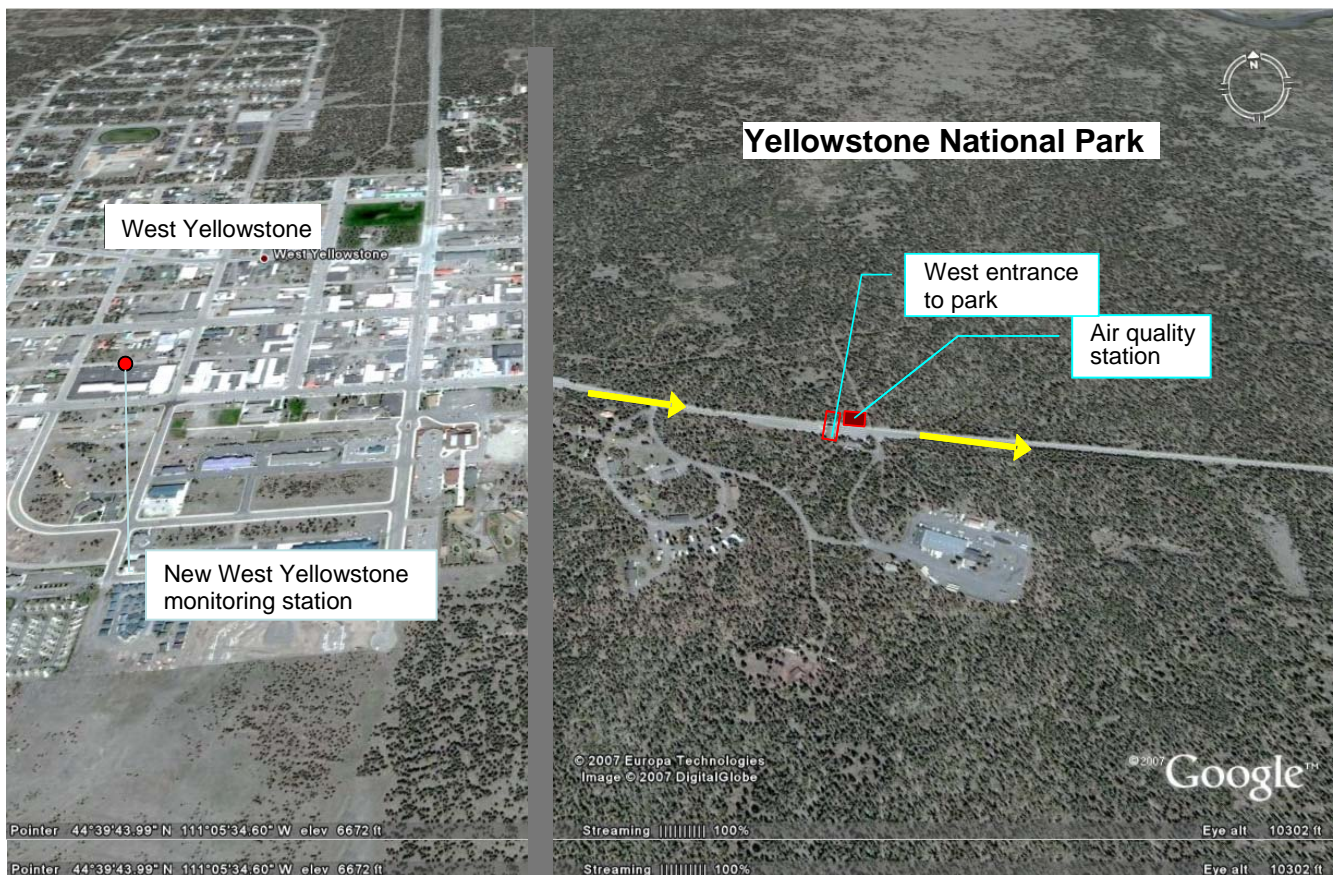 N
Yellowstone National Park
West Yellowstone
West Yellowstone
West entrance
to park
Air quality
station
New West Yellowstone
monitoring station
© 2007 Europa Technologies
Image © 2007 DigitalGlobe
© 2007 Google™
Pointer 44°39'43.99" N 111°05'34.60" W elev 6672 ft
Streaming |||||||||| 100%
Eye alt 10302 ft
Pointer 44°39'43.99" N 111°05'34.60" W elev 6672 ft
Streaming |||||||||| 100%
Eye alt 10302 ft